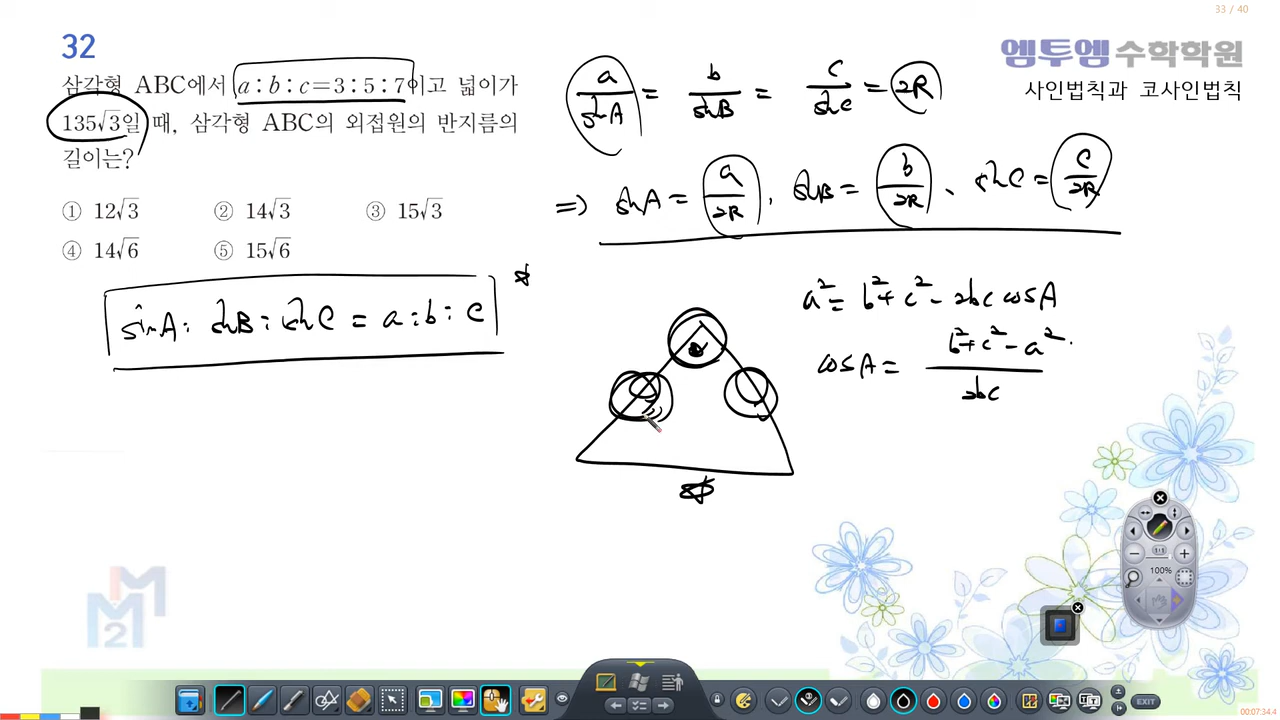 33 / 40
엠투엠수학학원
사인법칙과 코사인법칙
32
삼각형 ABC에서 a : b : c=3 : 5 : 7이고 넓이가
135√3일 때, 삼각형 ABC의 외접원의 반지름의
길이는?
① 12√3 ② 14√3 ③ 15√3
④ 14√6 ⑤ 15√6
a/sinA = b/sinB = c/sinC = 2R
⇒ sinA = a/2R, sinB = b/2R, sinC = c/2R
sinA : sinB : sinC = a : b : c
a² = b² + c² - 2bc cosA
cosA = (b² + c² - a²)/2bc
M
M
2
1:1
100%
EXIT
00:07:34.4